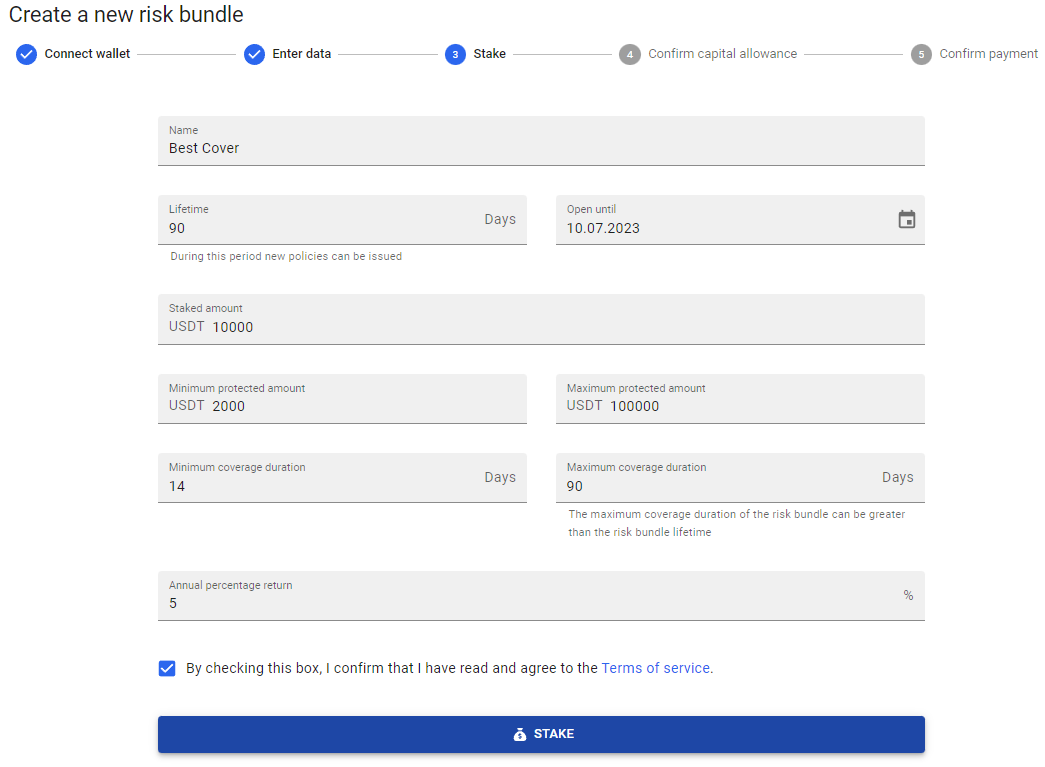 Create a new risk bundle
Connect wallet
Enter data
3 Stake
4 Confirm capital allowance
5 Confirm payment
Name
Best Cover
Lifetime
90 Days
During this period new policies can be issued
Open until
10.07.2023
Staked amount
USDT 10000
Minimum protected amount
USDT 2000
Maximum protected amount
USDT 100000
Minimum coverage duration
14 Days
Maximum coverage duration
90 Days
The maximum coverage duration of the risk bundle can be greater
than the risk bundle lifetime
Annual percentage return
5 %
By checking this box, I confirm that I have read and agree to the Terms of service.
STAKE